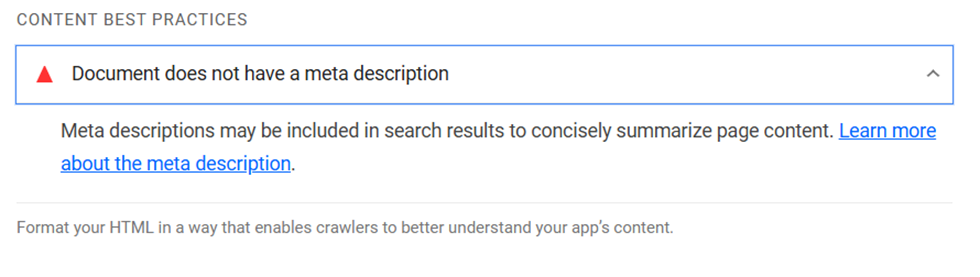 CONTENT BEST PRACTICES
Document does not have a meta description
Meta descriptions may be included in search results to concisely summarize page content. Learn more
about the meta description.
Format your HTML in a way that enables crawlers to better understand your app’s content.